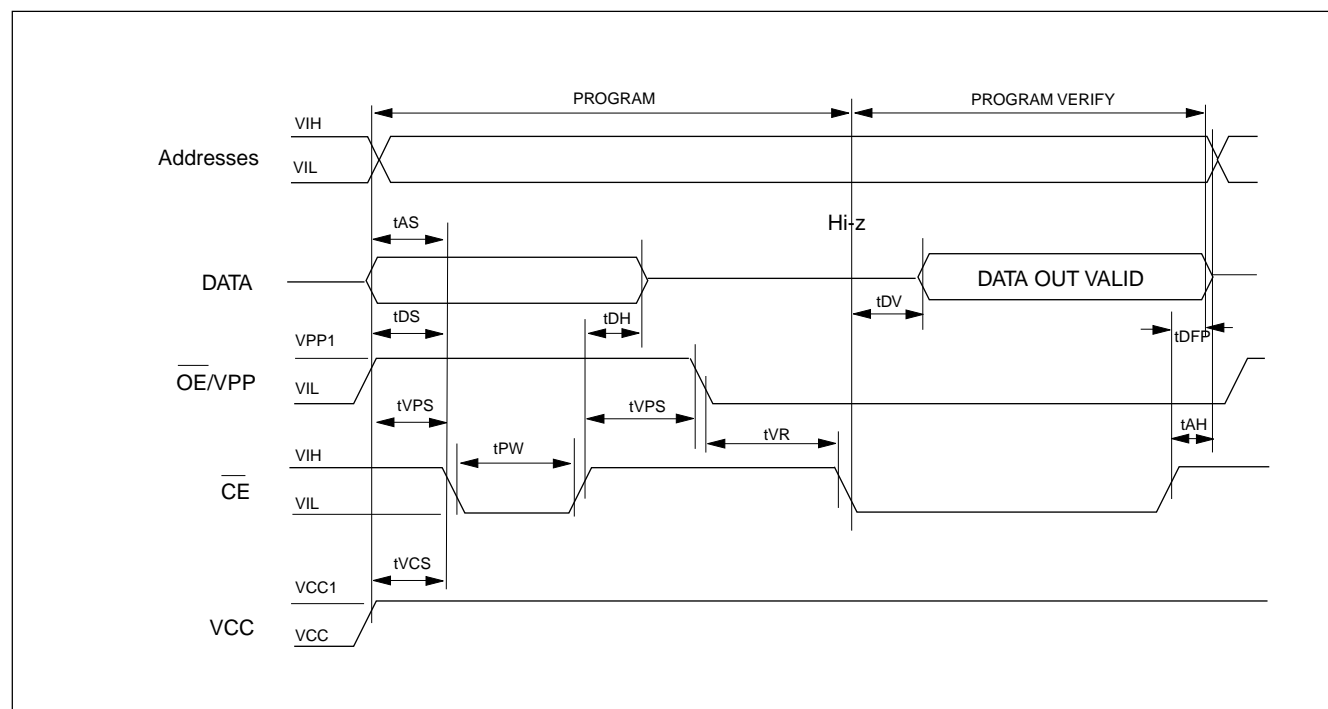 PROGRAM
PROGRAM VERIFY
VIH
Addresses
VIL
tAS
Hi-z
DATA
DATA OUT VALID
tDS
tDH
tDV
VPP1
tDFP
OE/VPP
VIL
tVPS
tVPS
tVR
tAH
VIH
tPW
CE
VIL
tVCS
VCC1
VCC
VCC